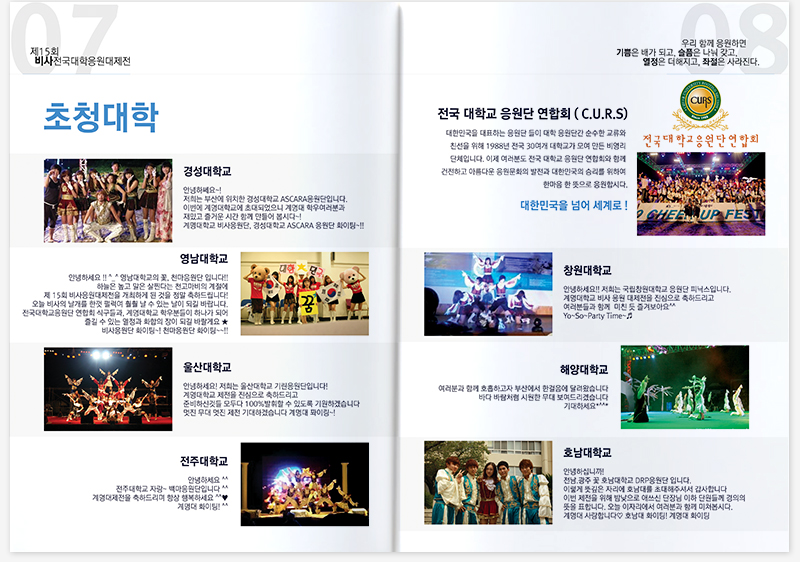 07
제15회
비사전국대학응원대제전
초청대학
경성대학교
안녕하쎄요~!
저희는 부산에 위치한 경성대학교 ASCARA응원단입니다.
이번에 계명대학교에 초대되었으니 계명대 학우여러분과
재밌고 즐거운 시간 함께 만들어 봅시다~!
계명대학교 비사응원단, 경성대학교 ASCARA 응원단 화이팅~!!
영남대학교
안녕하세요 !! ^_^ 영남대학교의 꽃, 천마응원단 입니다!!
하늘은 높고 말은 살찐다는 천고마비의 계절에
제 15회 비사응원대제전을 개최하게 된 것을 정말 축하드립니다!
오늘 비사의 날개를 한껏 펼펴이 훨훨 날 수 있는 날이 되길 바랍니다.
전국대학교응원단 연합회 식구들과, 계명대학교 학우분들이 하나가 되어
즐길 수 있는 열정과 화합의 장이 되길 바랄게요 ★
비사응원단 화이팅~! 천마응원단 화이팅~~!!
울산대학교
안녕하세요! 저희는 울산대학교 기린응원단입니다!
계명대학교 제전을 진심으로 축하드리고
준비하신것들 모두다 100%발휘할 수 있도록 기원하겠습니다
멋진 무대 멋진 제전 기대하겠습니다 계명대 화이팅~!
전주대학교
안녕하세요 ^^
전주대학교 자랑~ 백마응원단입니다 ^^
계명대제전을 축하드리며 항상 행복하세요 ^^♥
계명대 화이팅! ^^
08
우리 함께 응원하면
기쁨은 배가 되고, 슬픔은 나눠 갖고,
열정은 더해지고, 좌절은 사라진다.
전국 대학교 응원단 연합회 ( C.U.R.S)
대한민국을 대표하는 응원단 들이 대학 응원단간 순수한 교류와
친선을 위해 1988년 전국 30여개 대학교가 모여 만든 비영리
단체입니다. 이제 여러분도 전국 대학교 응원단 연합회와 함께
건전하고 아름다운 응원문화의 발전과 대한민국의 승리를 위하여
한마음 한 뜻으로 응원합시다.
대한민국을 넘어 세계로 !
CURS
전국대학교응원단연합회
CHEER UP FEST
창원대학교
안녕하세요!! 저희는 국립창원대학교 응원단 피닉스입니다.
계명대학교 비사 응원 대제전을 진심으로 축하드리고
여러분들과 함께 미친 듯 즐겨보아요^^
Yo~So~Party Time~♬
해양대학교
여러분과 함께 호흡하고자 부산에서 한걸음에 달려왔습니다
바다 바람처럼 시원한 무대 보여드리겠습니다
기대하세요*^^*
호남대학교
안녕하십니까!
전남,광주 꽃 호남대학교 DRP응원단 입니다.
이렇게 뜻깊은 자리에 호남대를 초대해주셔서 감사합니다
이번 제전을 위해 밤낮으로 애쓰신 단장님 이하 단원들께 경의의
뜻을 표합니다. 오늘 이자리에서 여러분과 함께 미쳐봅시다.
계명대 사랑합니다♡ 호남대 화이팅! 계명대 화이팅